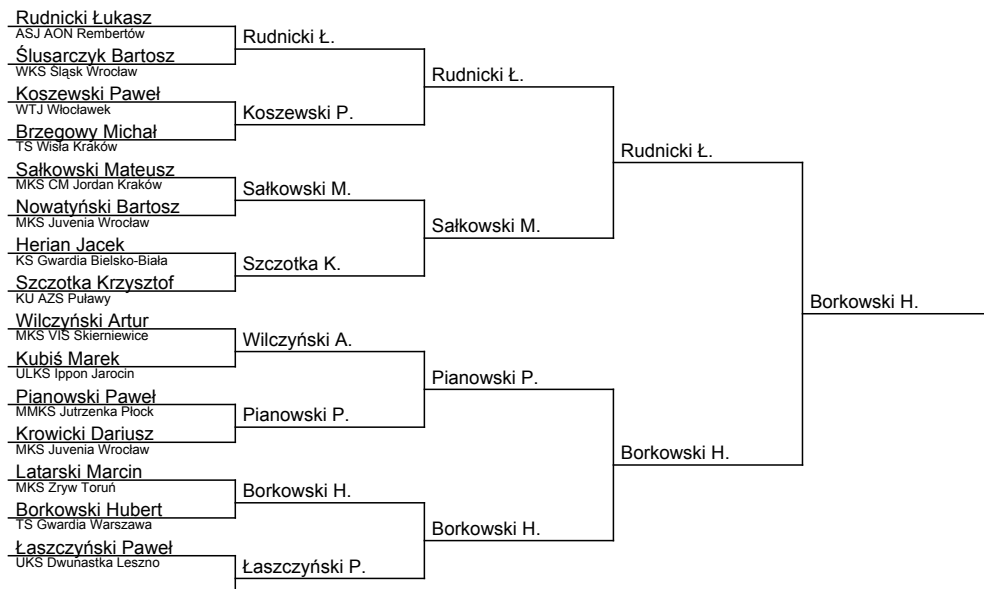 Rudnicki Łukasz
ASJ AON Rembertów
Ślusarczyk Bartosz
WKS Śląsk Wrocław
Koszewski Paweł
WTJ Włocławek
Brzegowy Michał
TS Wisła Kraków
Sałkowski Mateusz
MKS CM Jordan Kraków
Nowatyński Bartosz
MKS Juvenia Wrocław
Herian Jacek
KS Gwardia Bielsko-Biała
Szczotka Krzysztof
KU AZS Puławy
Wilczyński Artur
MKS VIS Skierniewice
Kubiś Marek
ULKS Ippon Jarocin
Pianowski Paweł
MMKS Jutrzenka Płock
Krowicki Dariusz
MKS Juvenia Wrocław
Latarski Marcin
MKS Zryw Toruń
Borkowski Hubert
TS Gwardia Warszawa
Łaszczyński Paweł
UKS Dwunastka Leszno
Rudnicki Ł.
Koszewski P.
Sałkowski M.
Szczotka K.
Wilczyński A.
Pianowski P.
Borkowski H.
Łaszczyński P.
Rudnicki Ł.
Sałkowski M.
Pianowski P.
Borkowski H.
Rudnicki Ł.
Borkowski H.
Borkowski H.